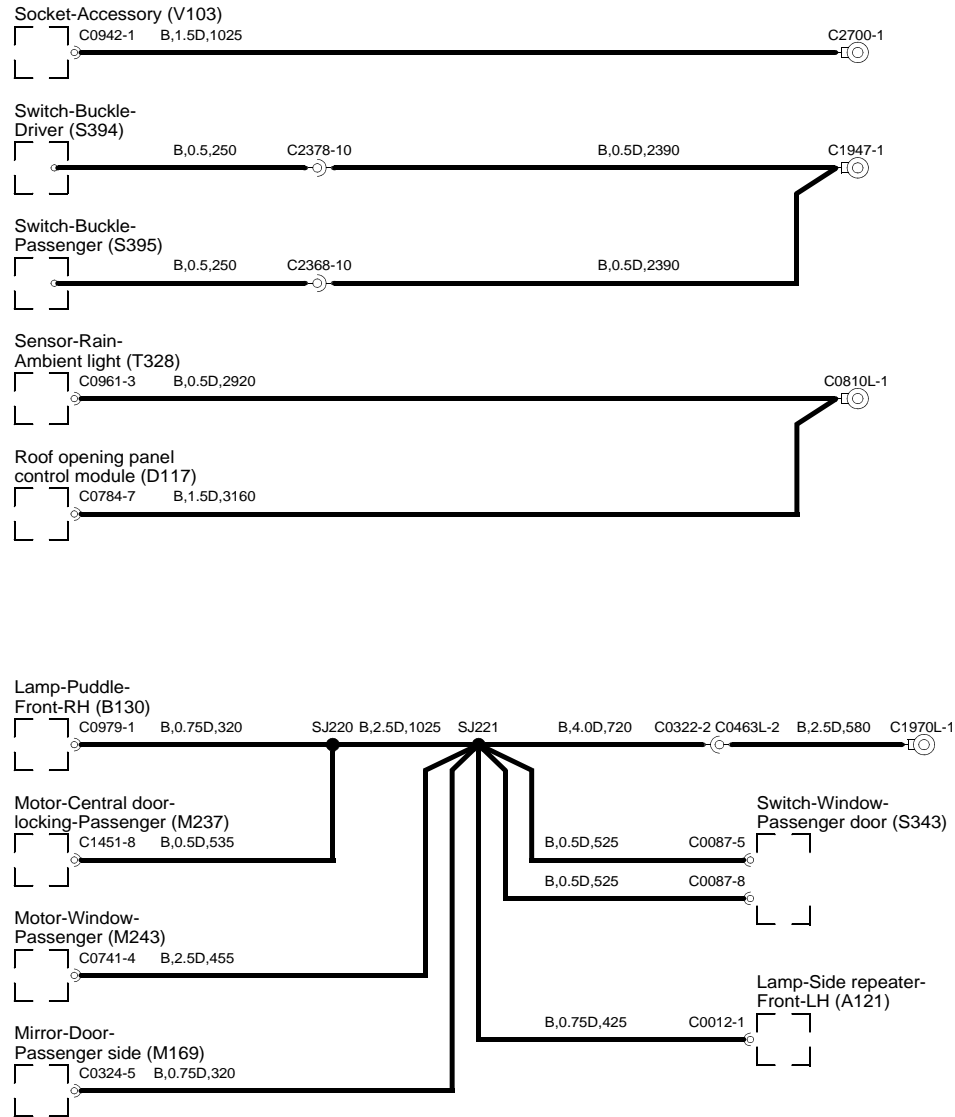 Socket-Accessory (V103)
C0942-1 B,1.5D,1025 C2700-1
Switch-Buckle-
Driver (S394)
B,0.5,250 C2378-10 B,0.5D,2390 C1947-1
Switch-Buckle-
Passenger (S395)
B,0.5,250 C2368-10 B,0.5D,2390
Sensor-Rain-
Ambient light (T328)
C0961-3 B,0.5D,2920 C0810L-1
Roof opening panel
control module (D117)
C0784-7 B,1.5D,3160
Lamp-Puddle-
Front-RH (B130)
C0979-1 B,0.75D,320 SJ220 B,2.5D,1025 SJ221 B,4.0D,720 C0322-2 C0463L-2 B,2.5D,580 C1970L-1
Motor-Central door-
locking-Passenger (M237)
C1451-8 B,0.5D,535
Switch-Window-
Passenger door (S343)
B,0.5D,525 C0087-5
B,0.5D,525 C0087-8
Motor-Window-
Passenger (M243)
C0741-4 B,2.5D,455
Lamp-Side repeater-
Front-LH (A121)
B,0.75D,425 C0012-1
Mirror-Door-
Passenger side (M169)
C0324-5 B,0.75D,320